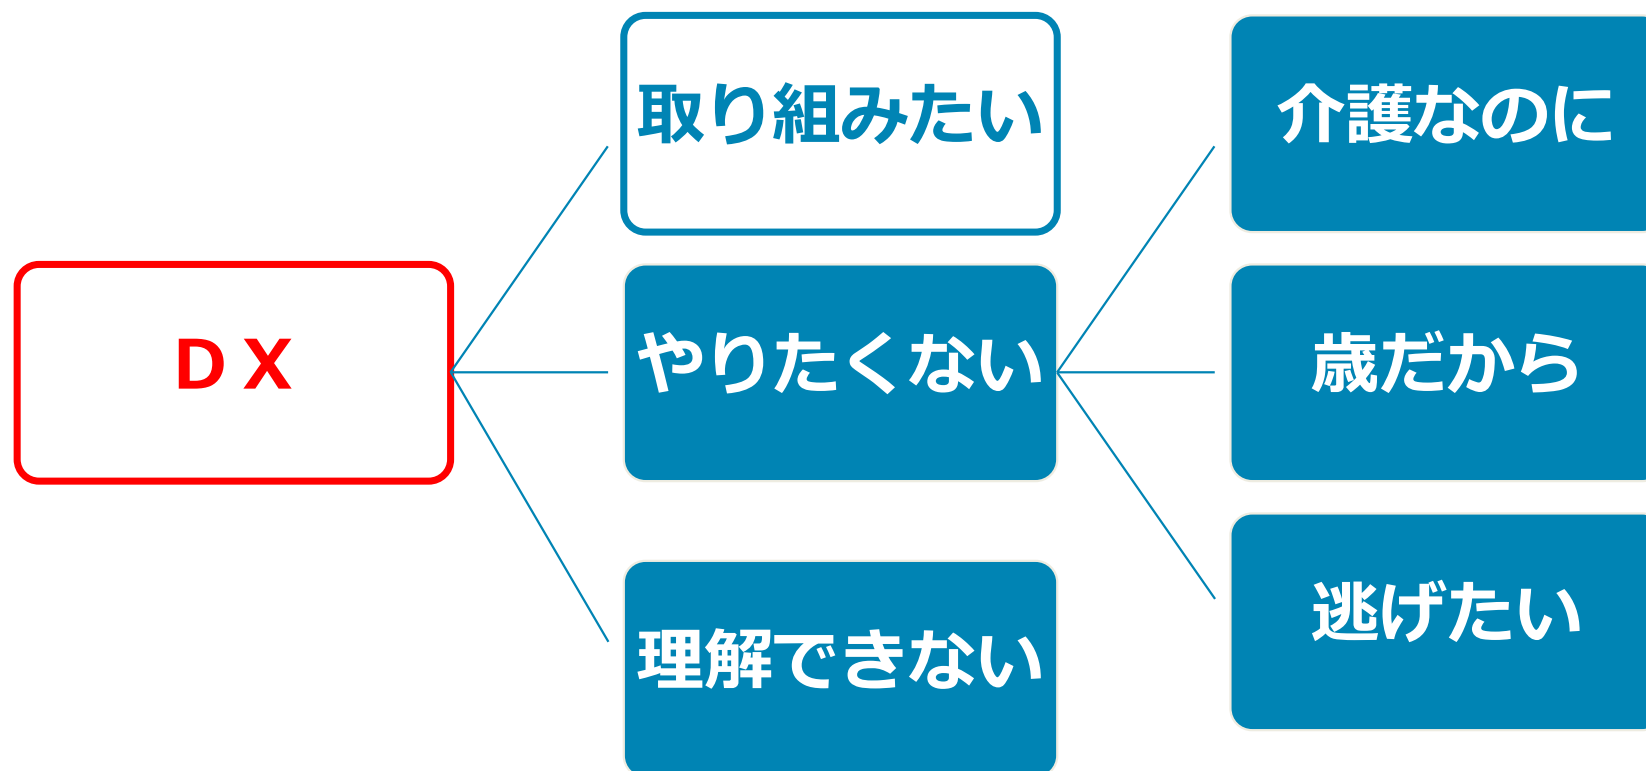 DX
取り組みたい
やりたくない
理解できない
介護なのに
歳だから
逃げたい